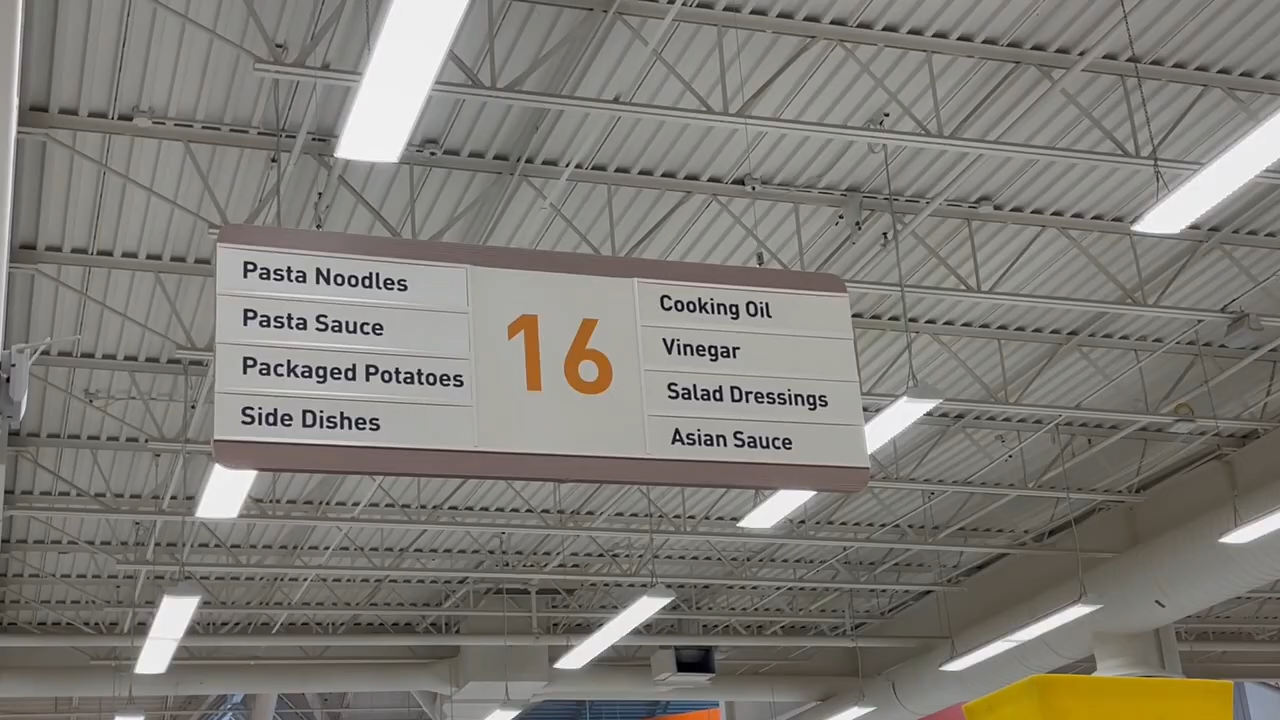 Pasta Noodles
Pasta Sauce
Packaged Potatoes
Side Dishes
16
Cooking Oil
Vinegar
Salad Dressings
Asian Sauce